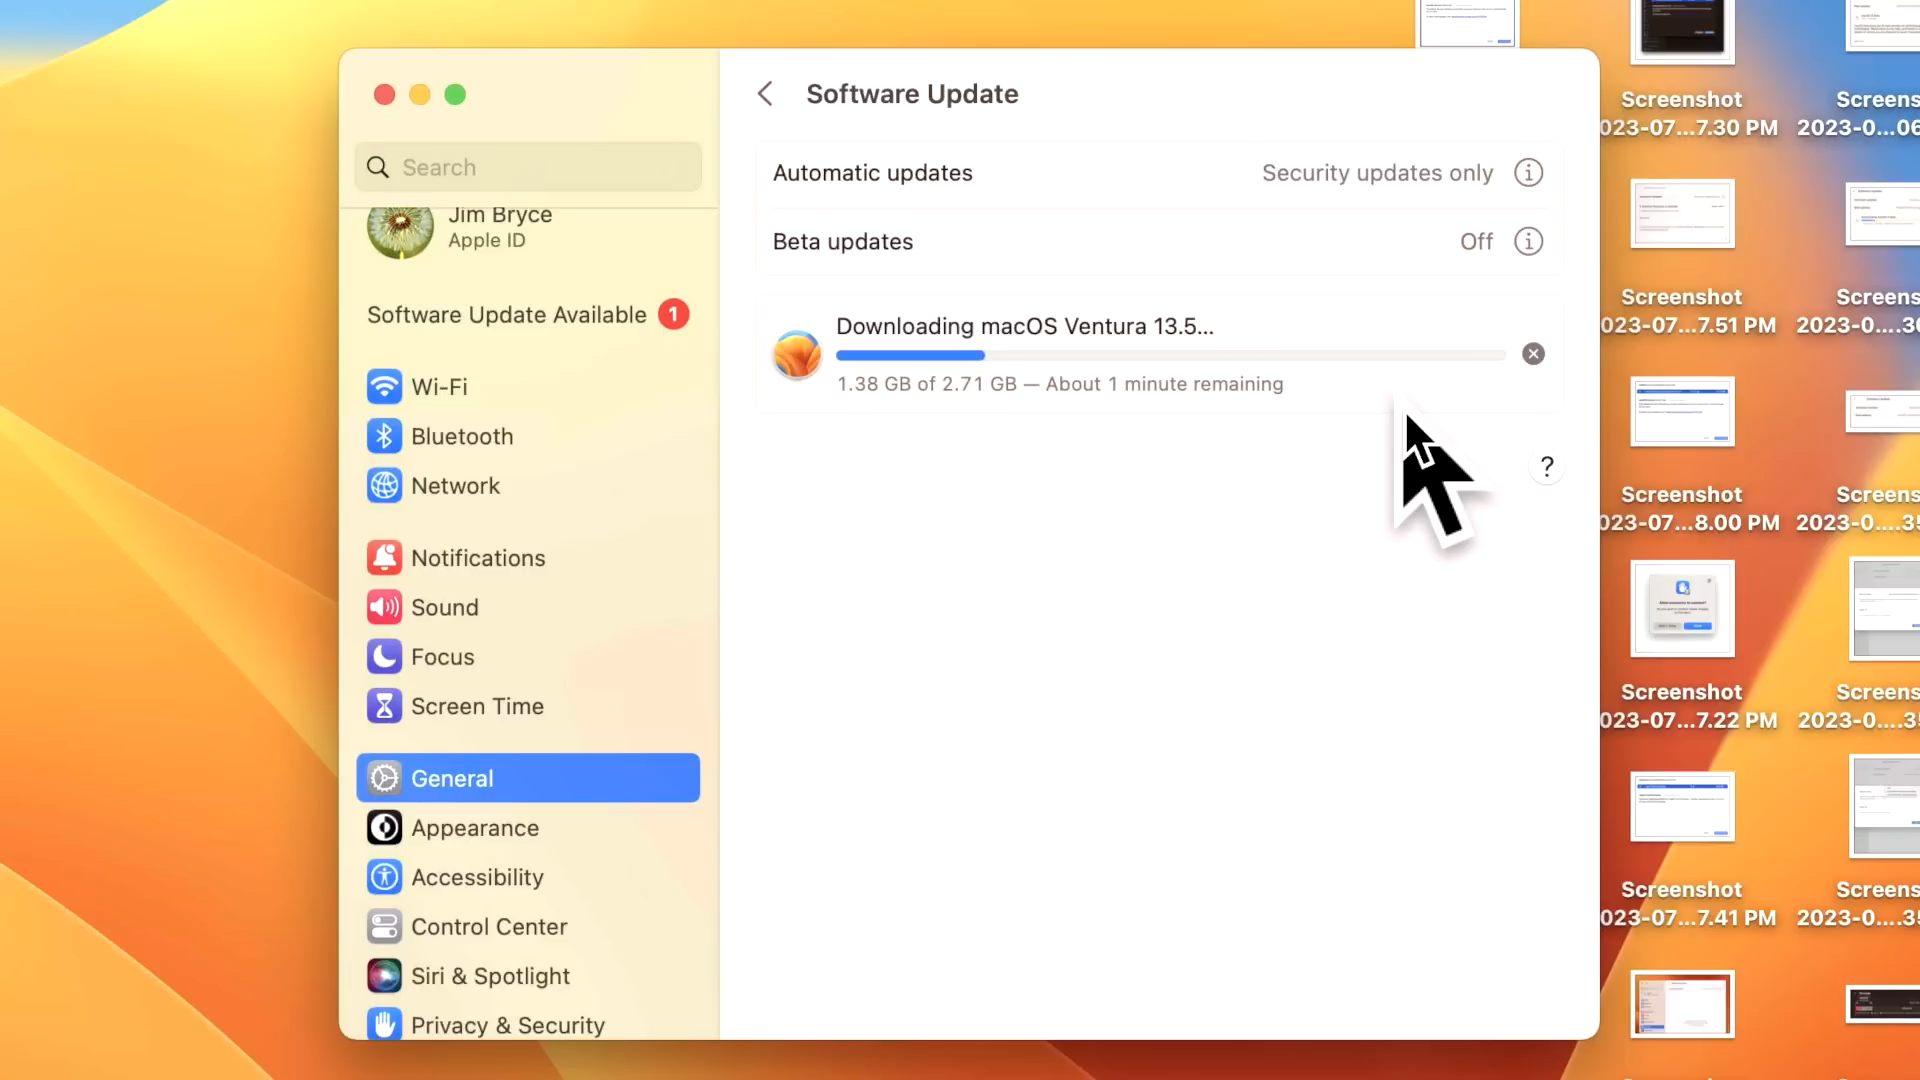 Software Update
Search
Jim Bryce
Apple ID
Software Update Available 1
Wi-Fi
Bluetooth
Network
Notifications
Sound
Focus
Screen Time
General
Appearance
Accessibility
Control Center
Siri & Spotlight
Privacy & Security
Automatic updates Security updates only
Beta updates Off
Downloading macOS Ventura 13.5...
1.38 GB of 2.71 GB — About 1 minute remaining
?
Screenshot
023-07...7.30 PM
Screens
2023-0...06
Screenshot
023-07...7.51 PM
Screens
2023-0....30
Screenshot
023-07...8.00 PM
Screens
2023-0....35
Screenshot
023-07...7.22 PM
Screens
2023-0....35
Screenshot
023-07...7.41 PM
Screens
2023-0....35